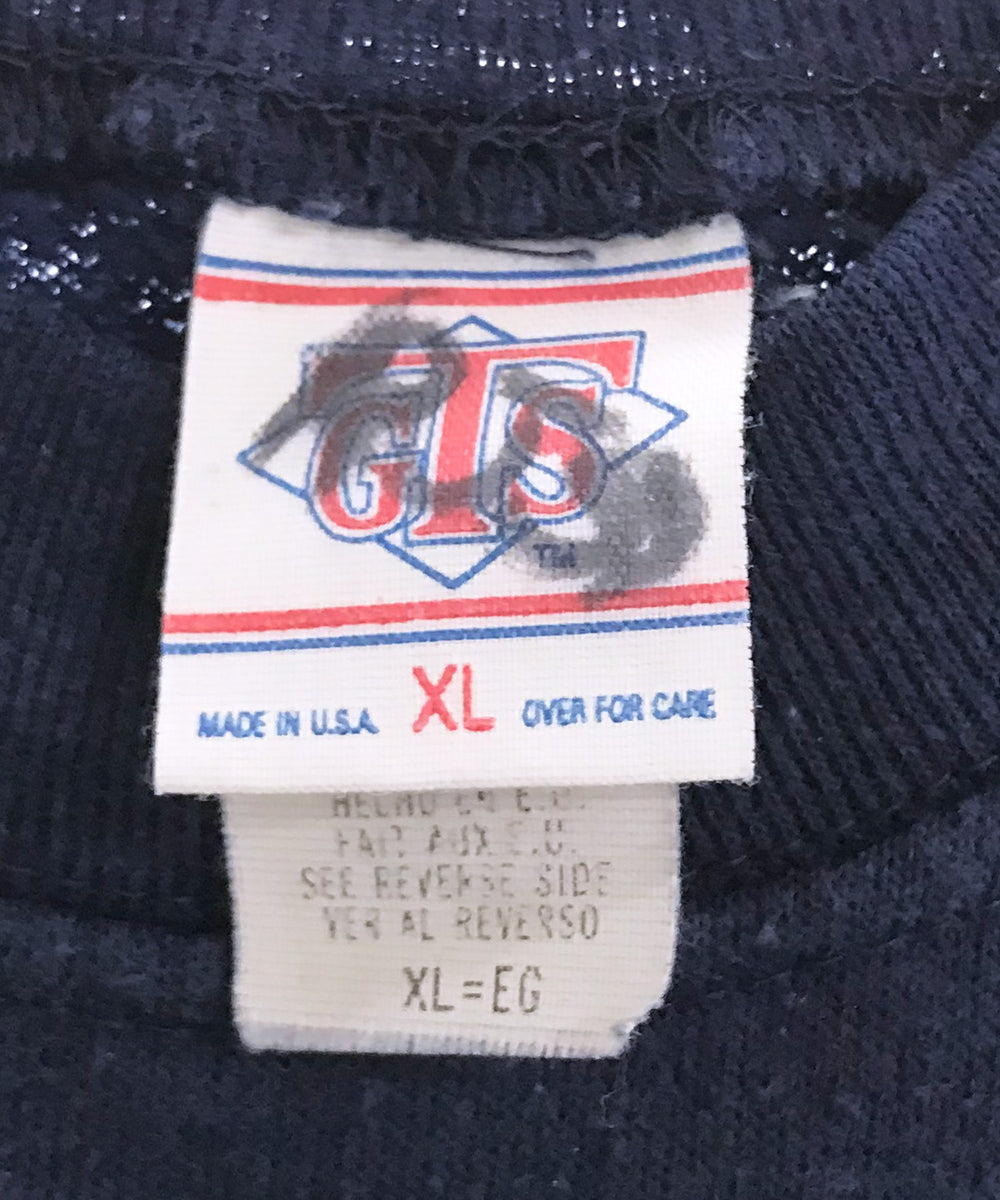 GTS
TM
MADE IN U.S.A. XL OVER FOR CARE
HECHO EN E.U.
FAIT AUX E.U.
SEE REVERSE SIDE
VER AL REVERSO
XL=EG